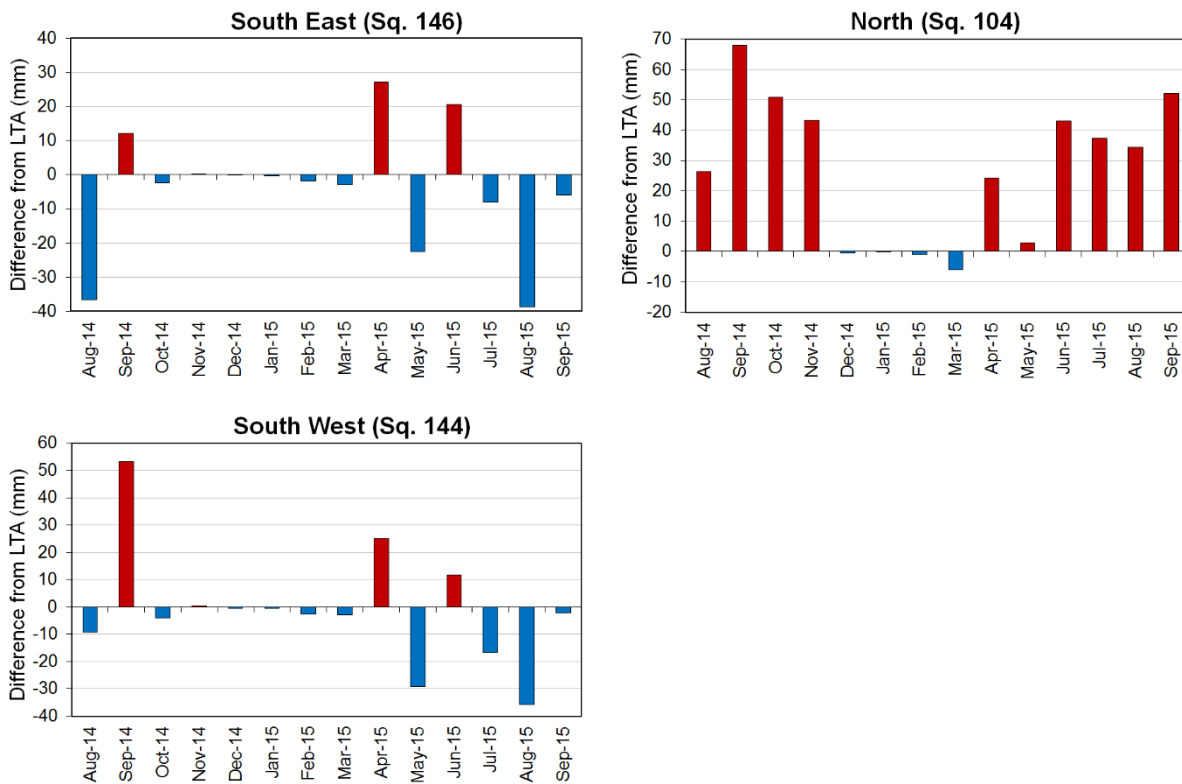 South East (Sq. 146)
Difference from LTA (mm)
40
30
20
10
0
-10
-20
-30
-40
Aug-14
Sep-14
Oct-14
Nov-14
Dec-14
Jan-15
Feb-15
Mar-15
Apr-15
May-15
Jun-15
Jul-15
Aug-15
Sep-15
North (Sq. 104)
Difference from LTA (mm)
70
60
50
40
30
20
10
0
-10
-20
Aug-14
Sep-14
Oct-14
Nov-14
Dec-14
Jan-15
Feb-15
Mar-15
Apr-15
May-15
Jun-15
Jul-15
Aug-15
Sep-15
South West (Sq. 144)
Difference from LTA (mm)
60
50
40
30
20
10
0
-10
-20
-30
-40
Aug-14
Sep-14
Oct-14
Nov-14
Dec-14
Jan-15
Feb-15
Mar-15
Apr-15
May-15
Jun-15
Jul-15
Aug-15
Sep-15